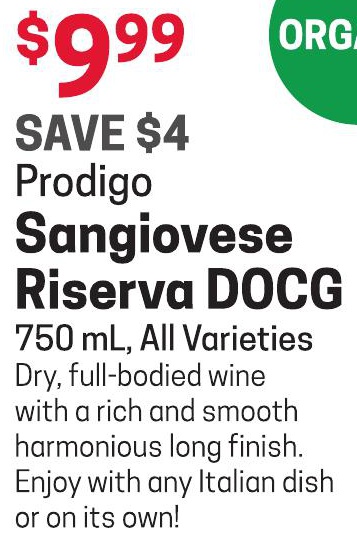 $9.99
SAVE $4
Prodigo
Sangiovese
Riserva DOCG
750 mL, All Varieties
Dry, full-bodied wine
with a rich and smooth
harmonious long finish.
Enjoy with any Italian dish
or on its own!